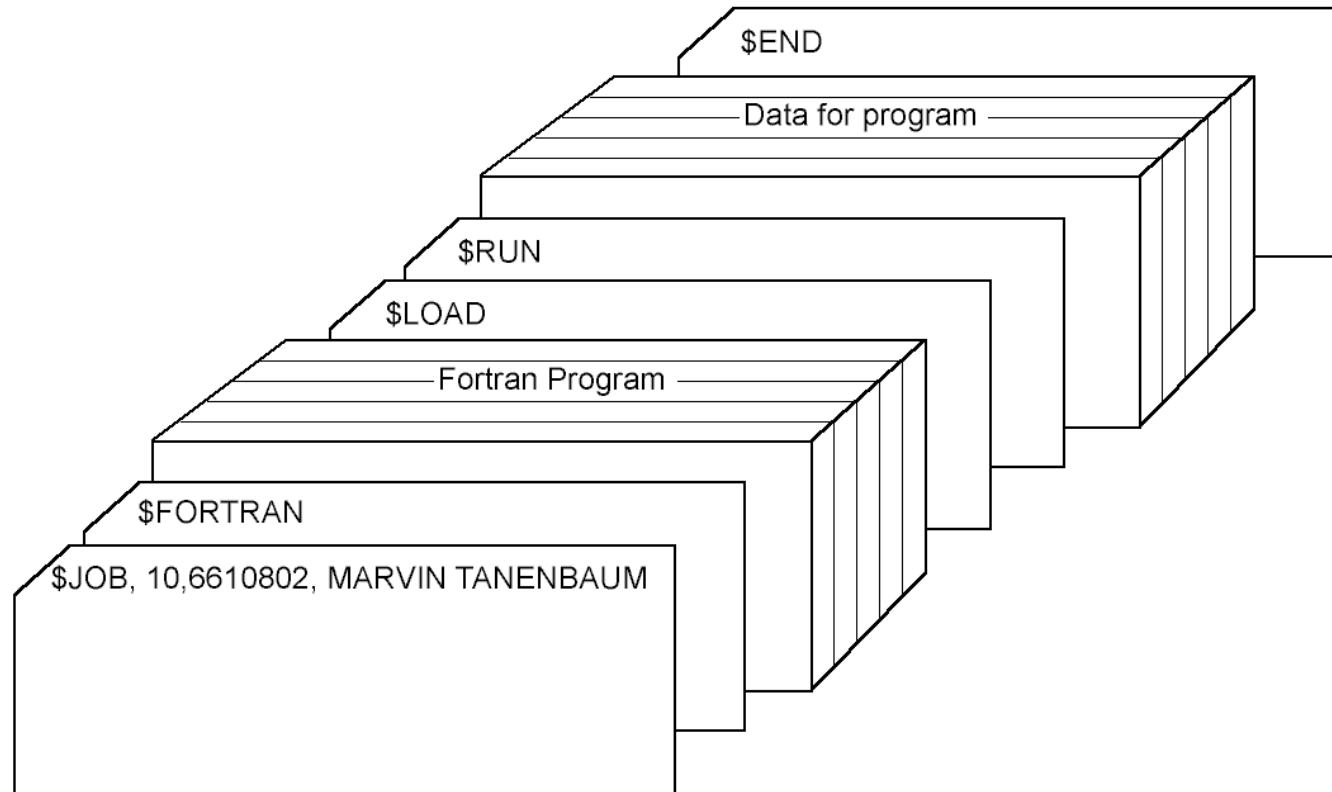 $END
Data for program
$RUN
$LOAD
Fortran Program
$FORTRAN
$JOB, 10,6610802, MARVIN TANENBAUM